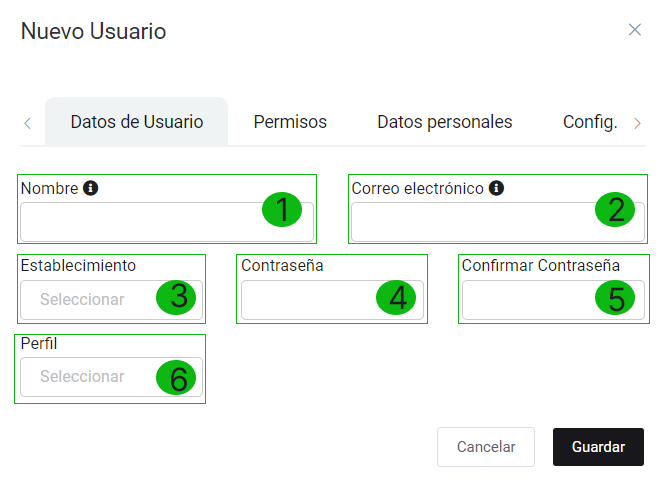 Nuevo Usuario
Datos de Usuario Permisos Datos personales Config.
Nombre Correo electrónico
1 2
Establecimiento Contraseña Confirmar Contraseña
Seleccionar 3 4 5
Perfil
Seleccionar 6
Cancelar Guardar